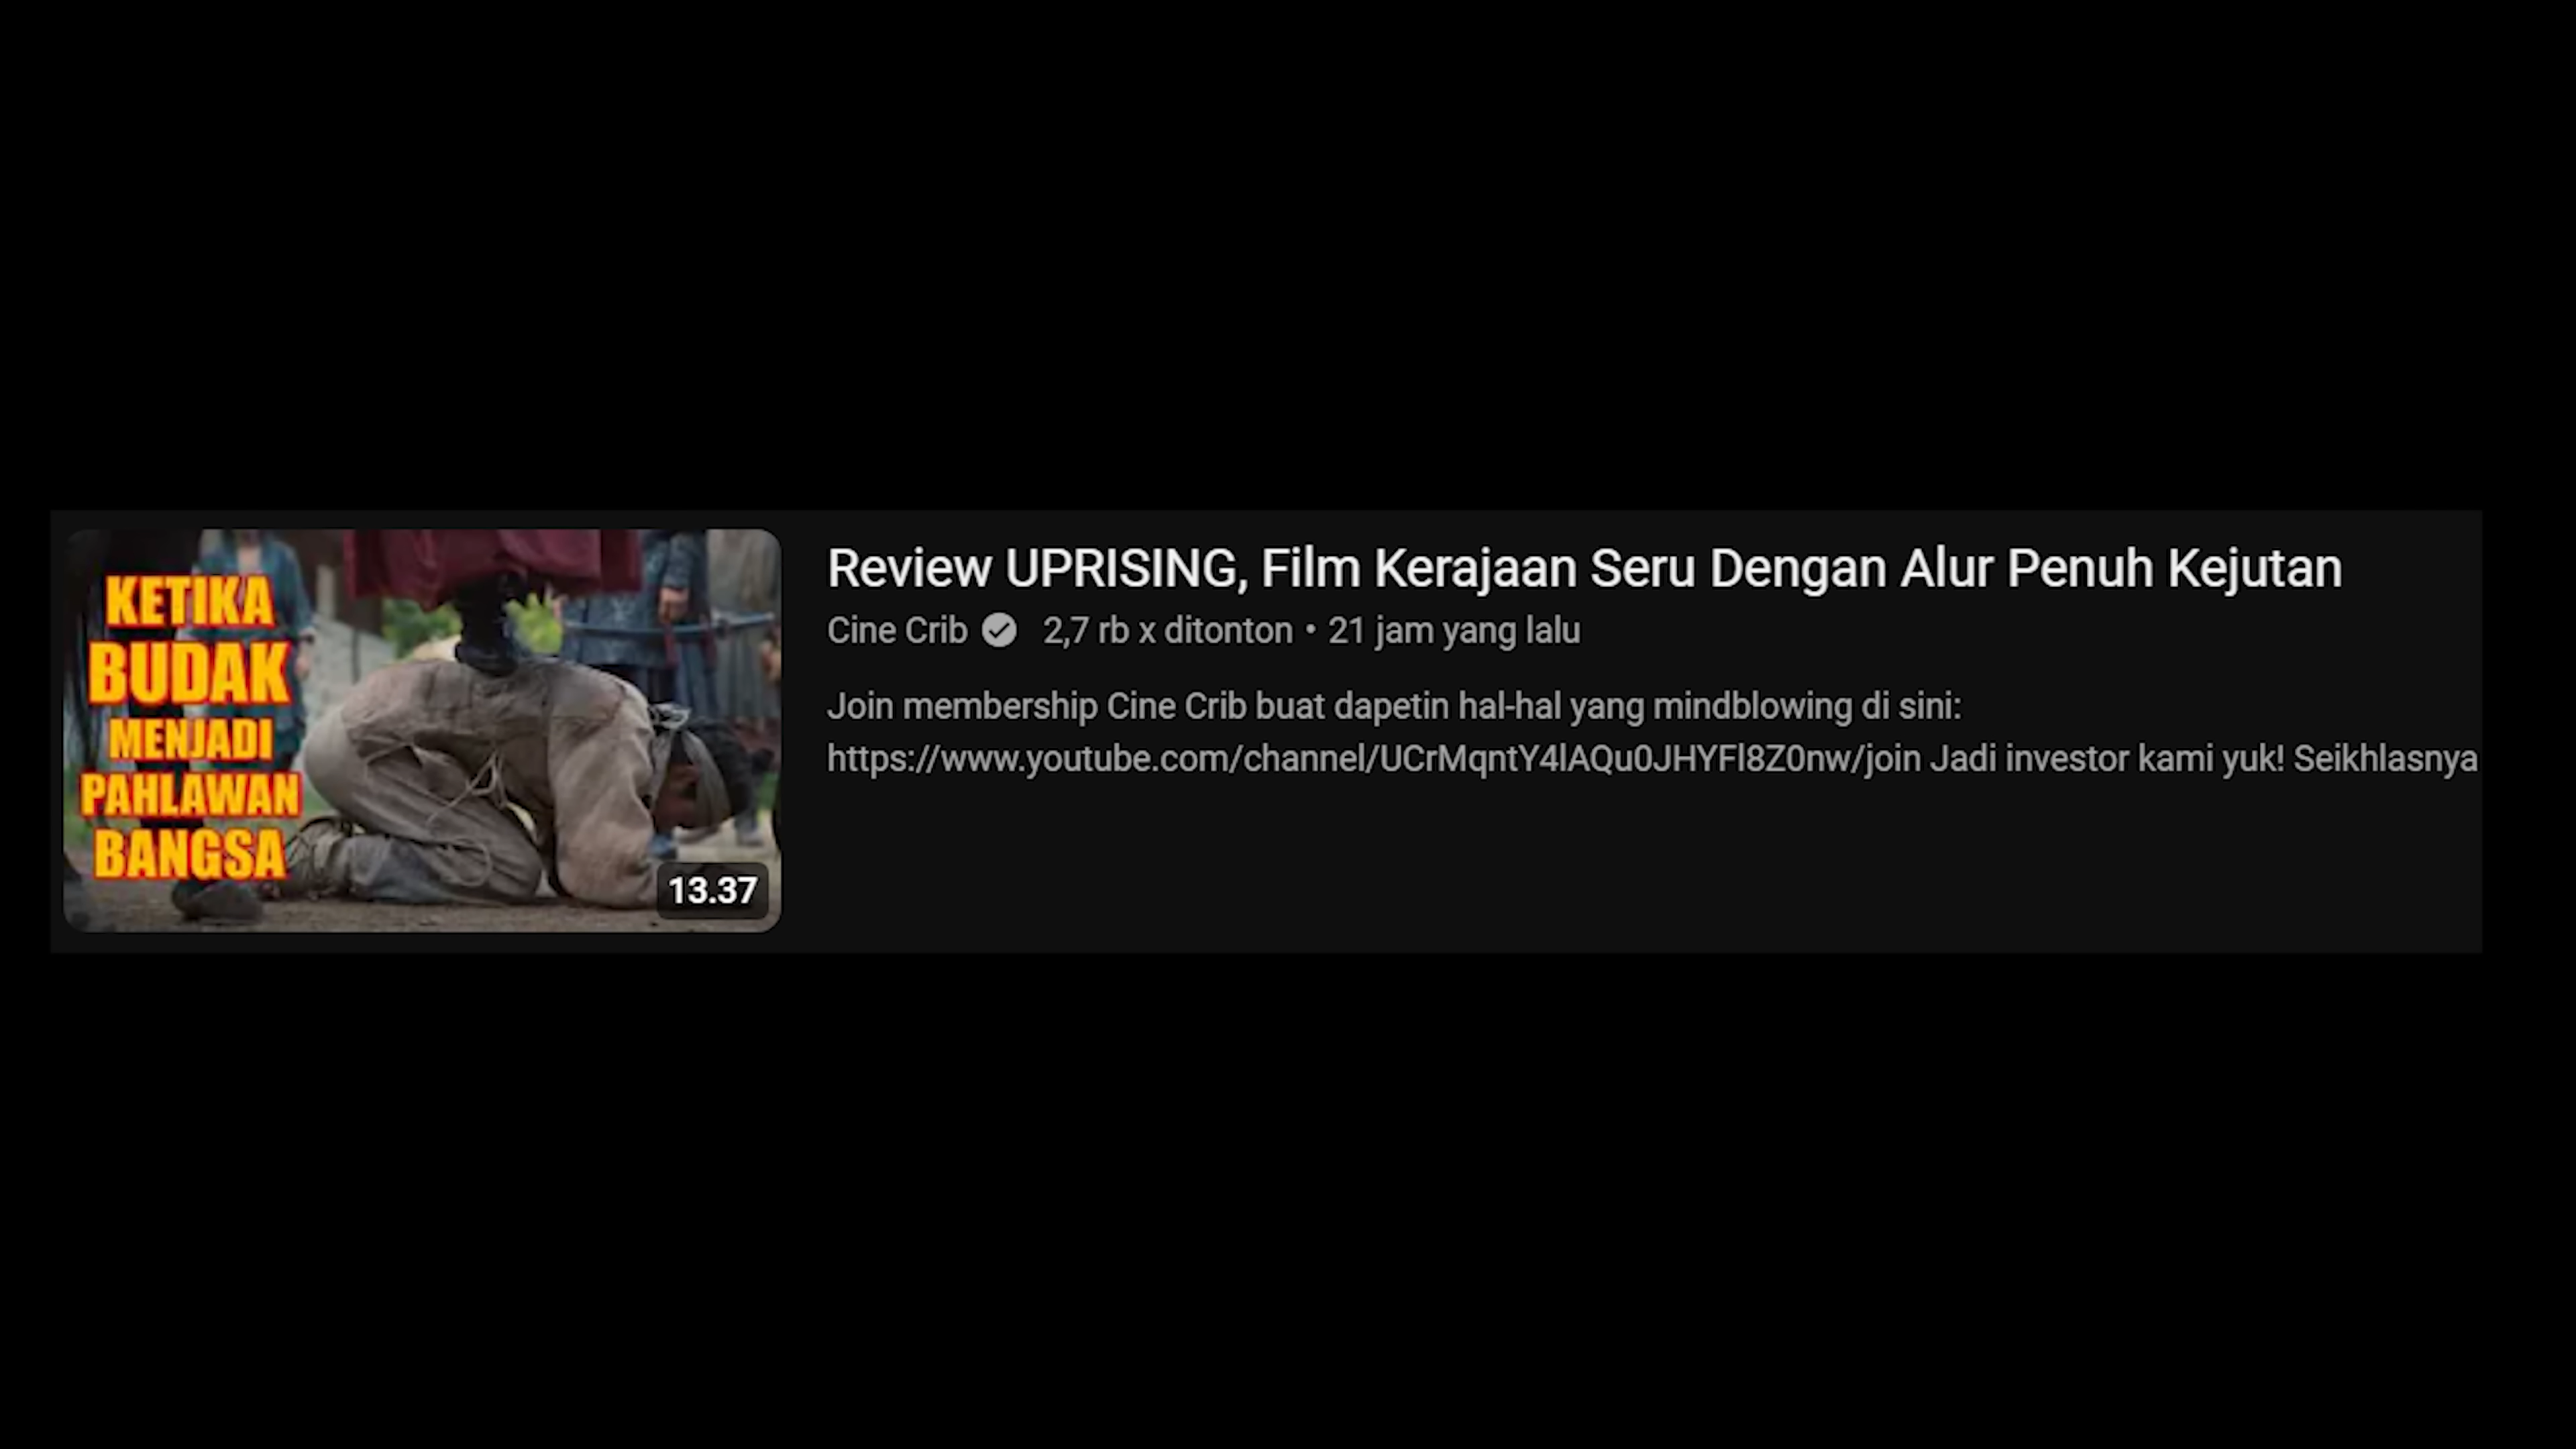 KETIKA
BUDAK
MENJADI
PAHLAWAN
BANGSA
13.37
Review UPRISING, Film Kerajaan Seru Dengan Alur Penuh Kejutan
Cine Crib 2,7 rb x ditonton • 21 jam yang lalu
Join membership Cine Crib buat dapetin hal-hal yang mindblowing di sini:
https://www.youtube.com/channel/UCrMqntY4lAQu0JHYFl8Z0nw/join Jadi investor kami yuk! Seikhlasnya